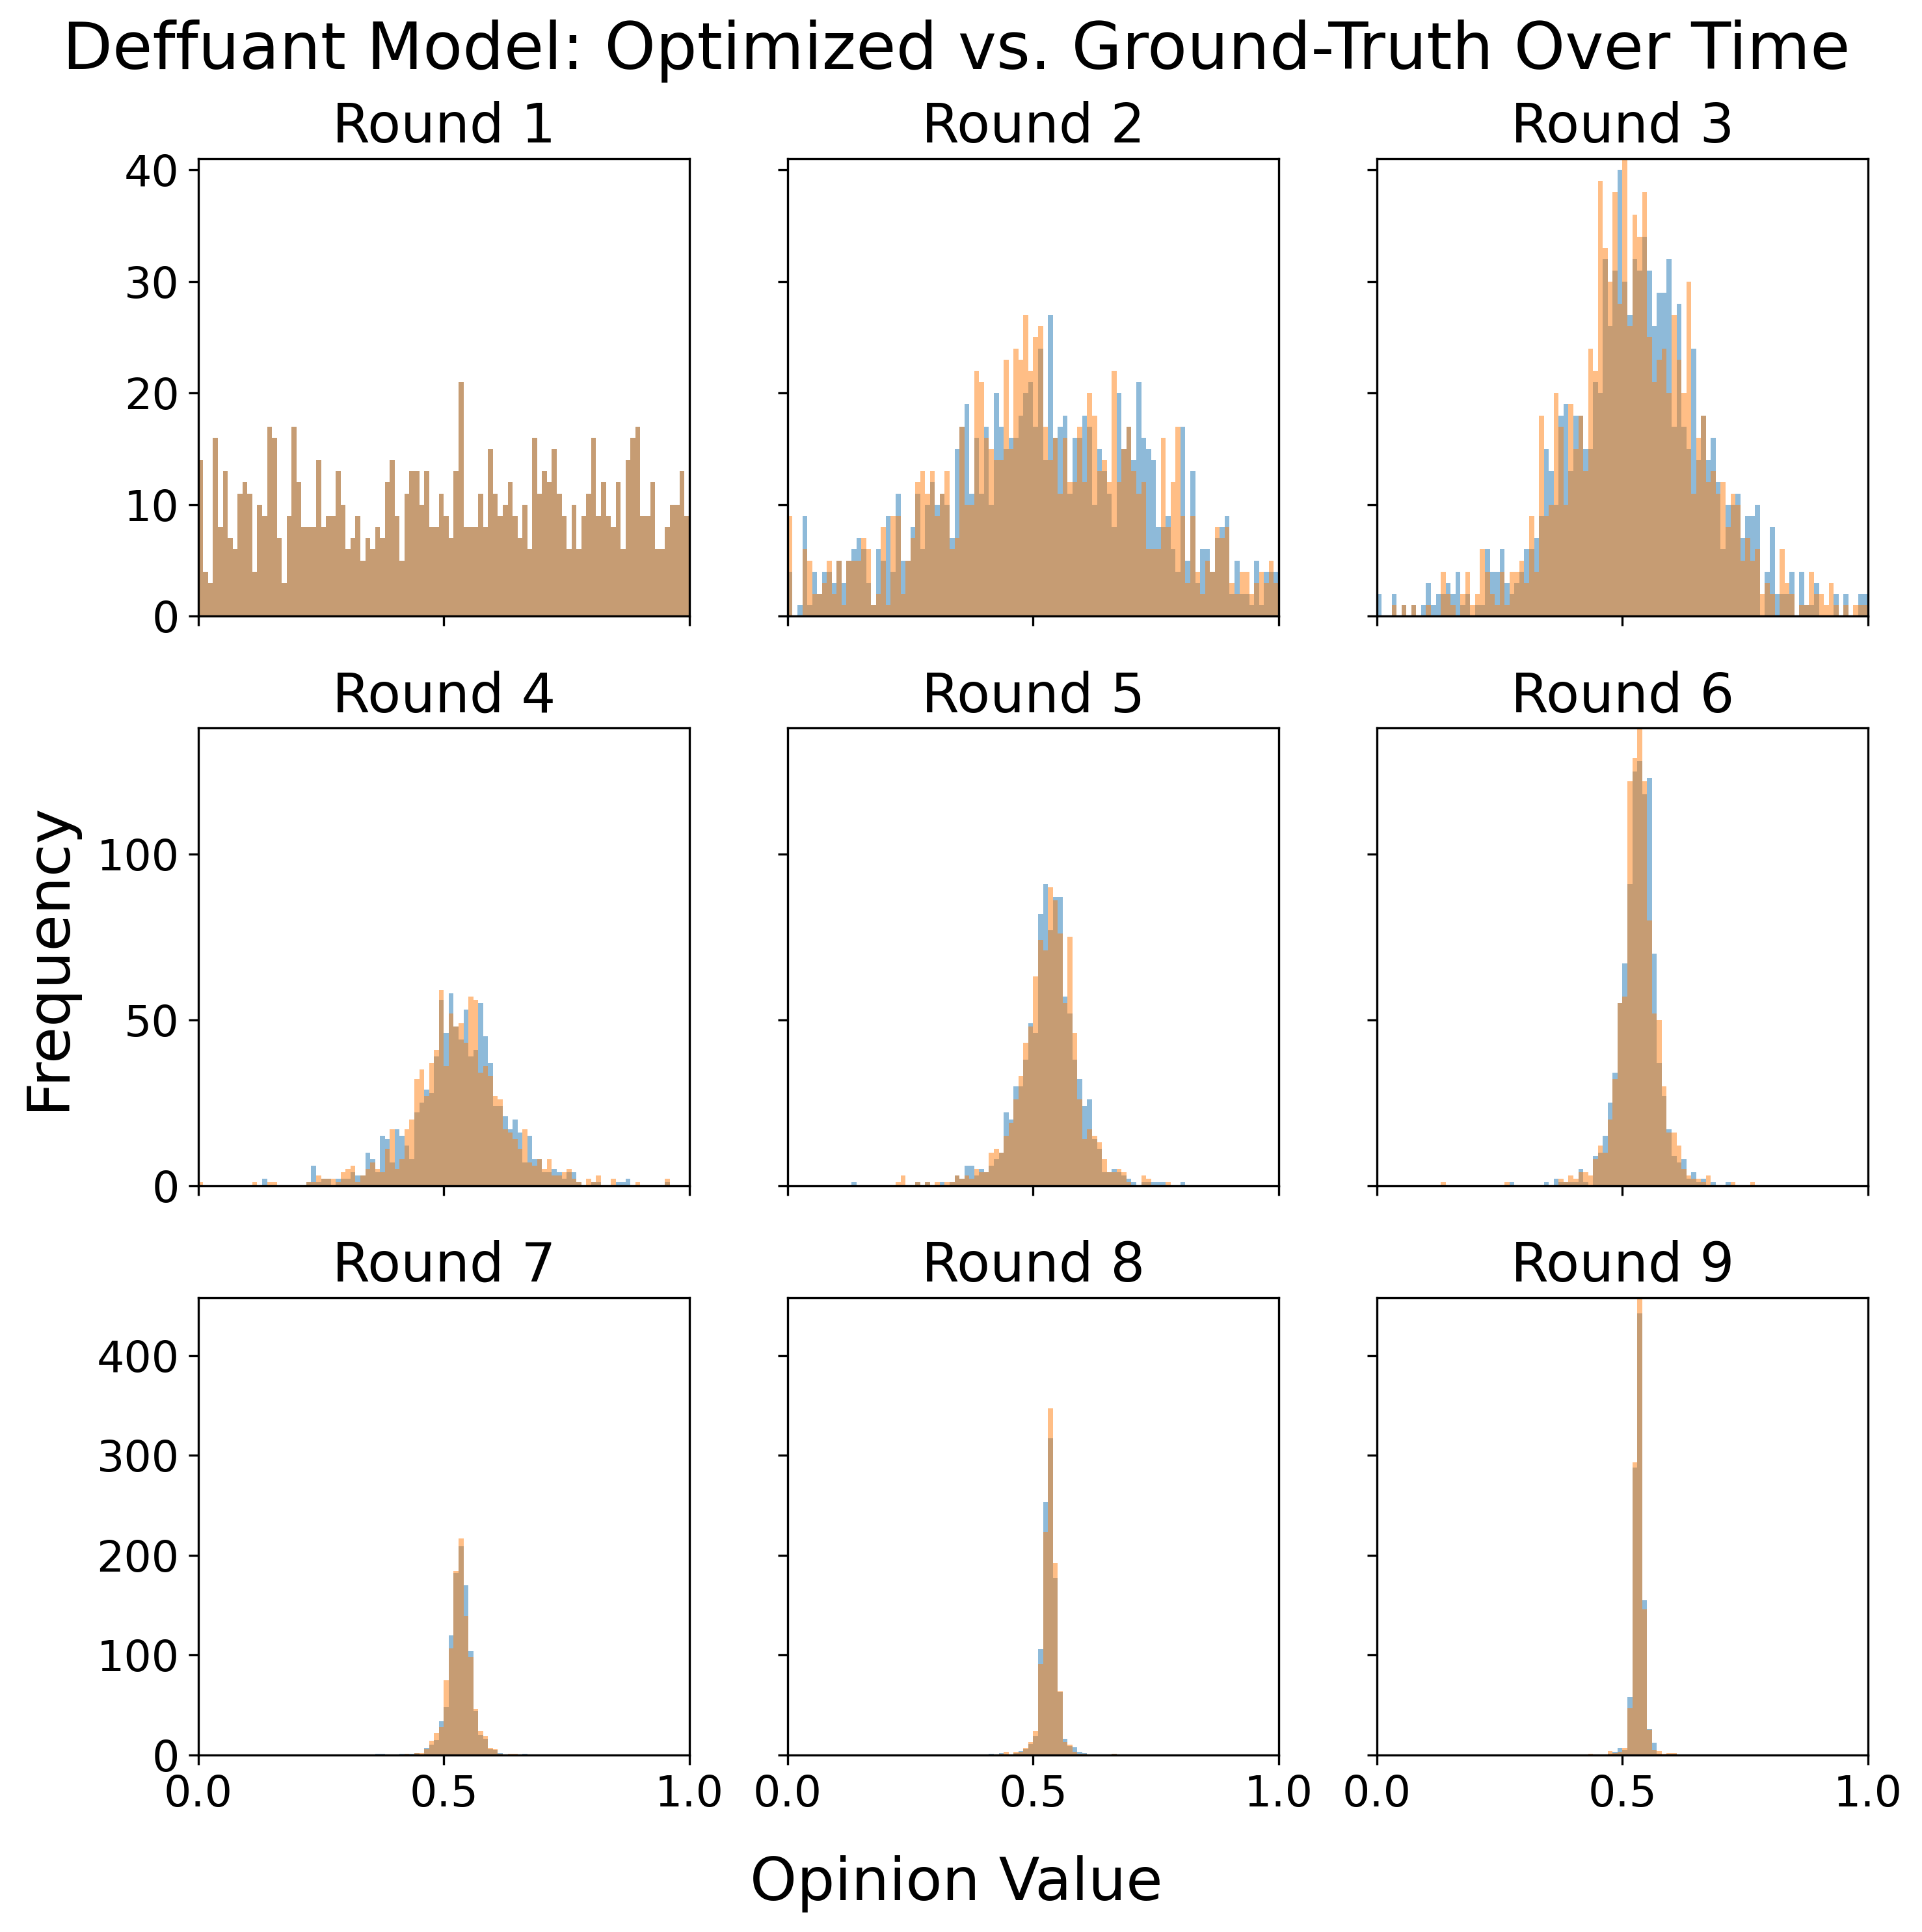 Deffuant Model: Optimized vs. Ground-Truth Over Time
Round 1
Round 2
Round 3
40
30
20
10
0
Round 4
Round 5
Round 6
100
50
0
Frequency
Round 7
Round 8
Round 9
400
300
200
100
0
0.0 0.5 1.0 0.0 0.5 1.0 0.0 0.5 1.0
Opinion Value